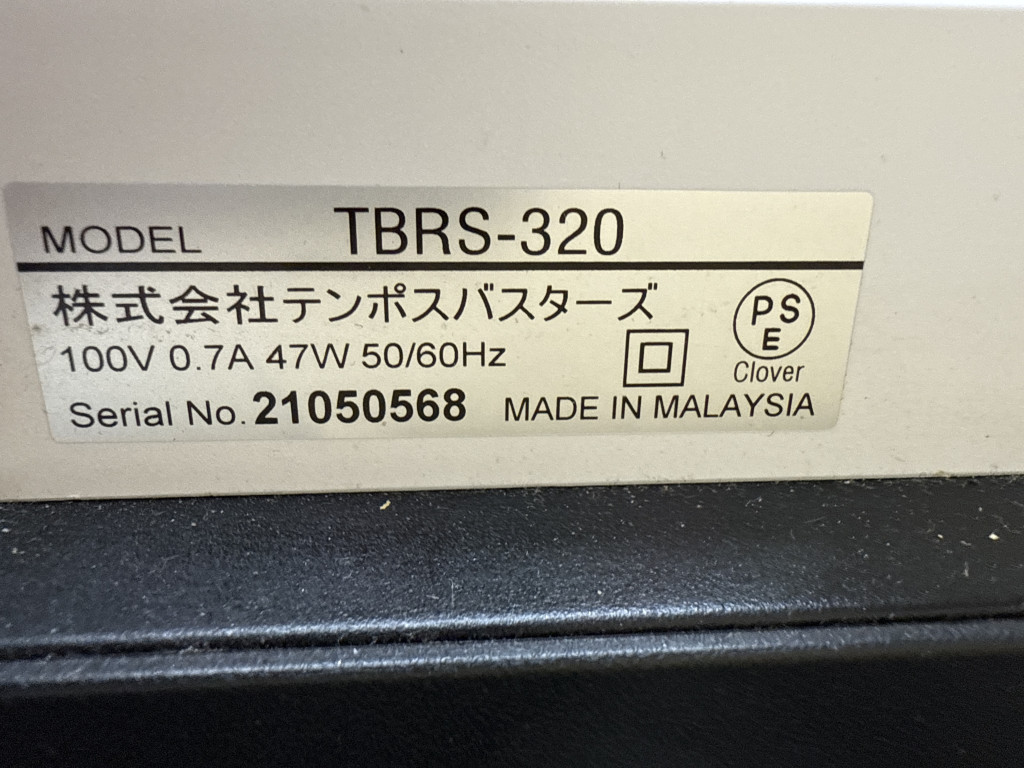 MODEL TBRS-320
株式会社テンポスバスターズ
PSE
100V 0.7A 47W 50/60Hz
Clover
Serial No. 21050568 MADE IN MALAYSIA